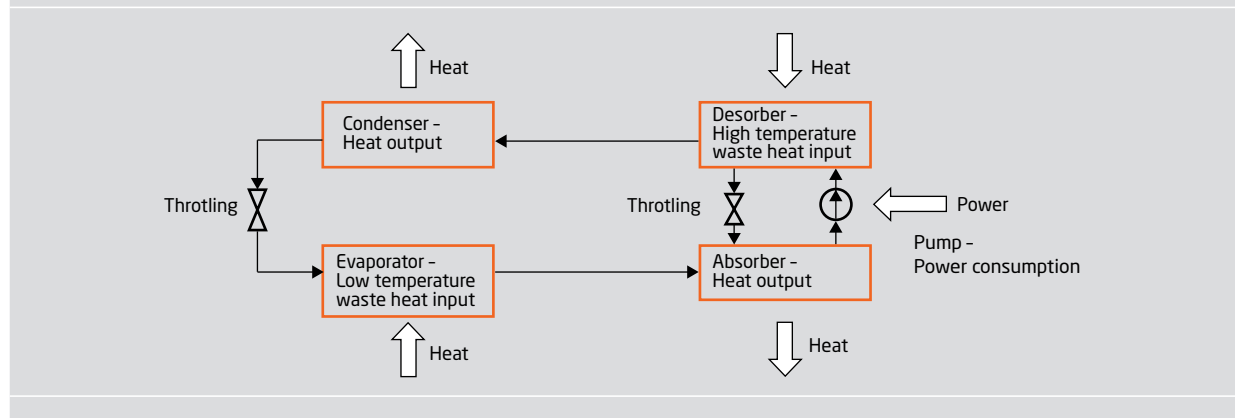 Heat
Heat
Condenser –
Heat output
Desorber –
High temperature
waste heat input
Throtling
Throtling
Power
Pump –
Power consumption
Evaporator –
Low temperature
waste heat input
Absorber –
Heat output
Heat
Heat